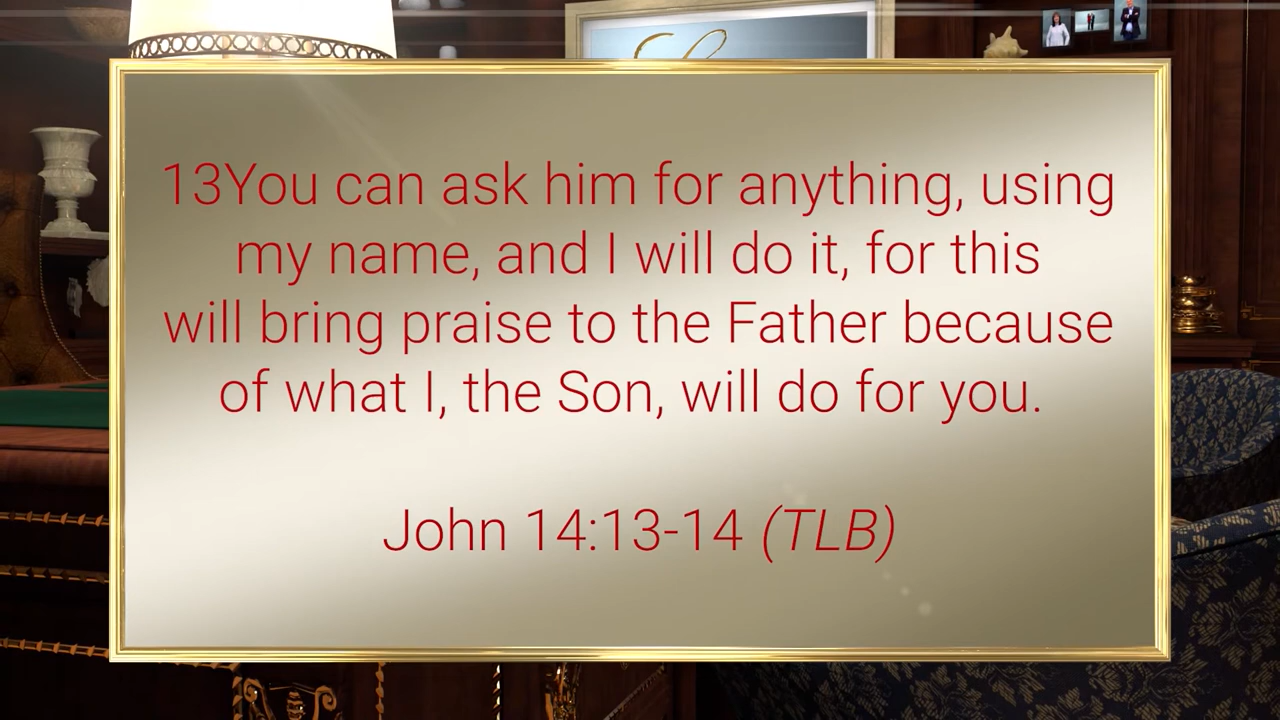 13You can ask him for anything, using
my name, and I will do it, for this
will bring praise to the Father because
of what I, the Son, will do for you.
John 14:13-14 (TLB)